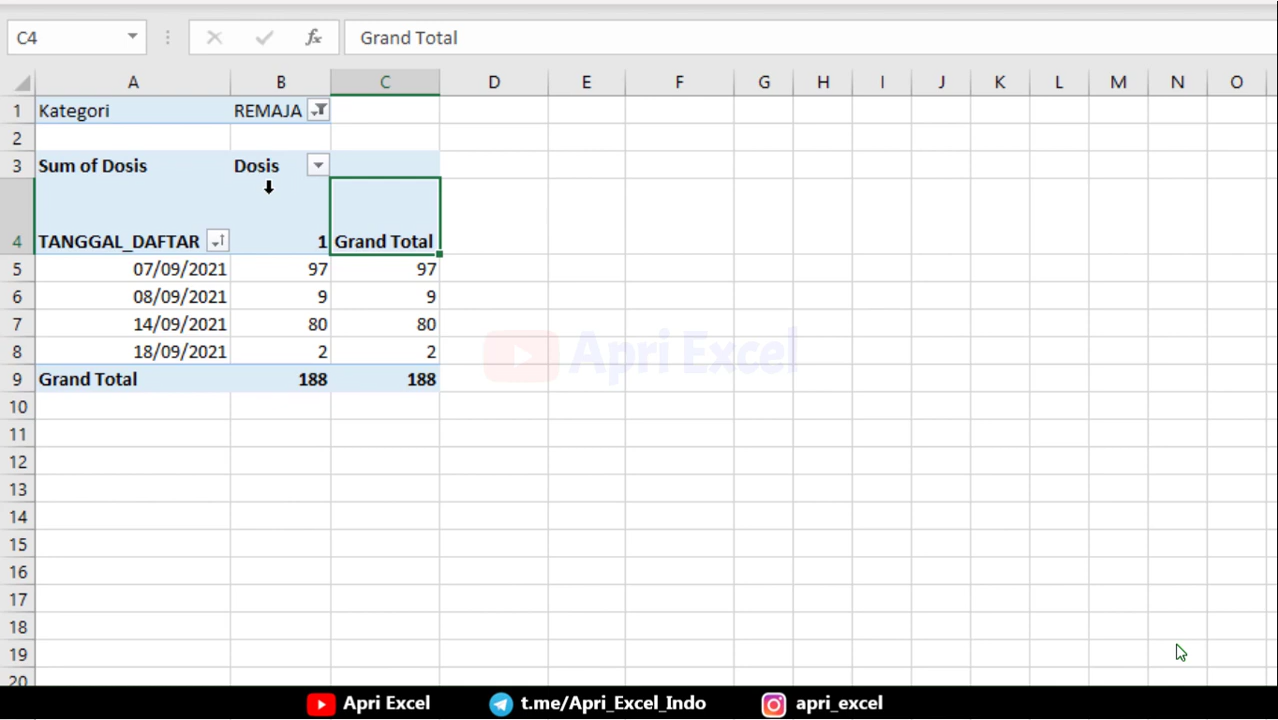 C4 fx Grand Total
A B C D E F G H I J K L M N O
1 Kategori REMAJA
2
3 Sum of Dosis Dosis
4 TANGGAL_DAFTAR 1 Grand Total
5 07/09/2021 97 97
6 08/09/2021 9 9
7 14/09/2021 80 80
8 18/09/2021 2 2
9 Grand Total 188 188
10
11
12
13
14
15
16
17
18
19
20
Apri Excel
Apri Excel t.me/Apri_Excel_Indo apri_excel